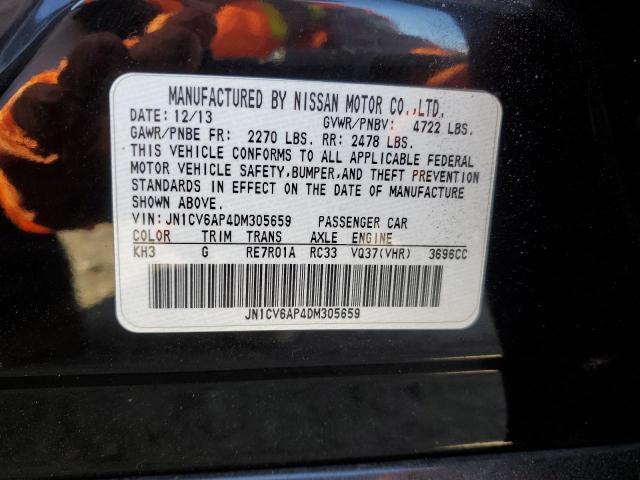 MANUFACTURED BY NISSAN MOTOR CO.,LTD.
DATE: 12/13 GVWR/PNBV: 4722 LBS.
GAWR/PNBE FR: 2270 LBS. RR: 2478 LBS.
THIS VEHICLE CONFORMS TO ALL APPLICABLE FEDERAL
MOTOR VEHICLE SAFETY, BUMPER, AND THEFT PREVENTION
STANDARDS IN EFFECT ON THE DATE OF MANUFACTURE
SHOWN ABOVE.
VIN: JN1CV6AP4DM305659 PASSENGER CAR
COLOR TRIM TRANS AXLE ENGINE
KH3 G RE7R01A RC33 VQ37(VHR) 3696CC
JN1CV6AP4DM305659